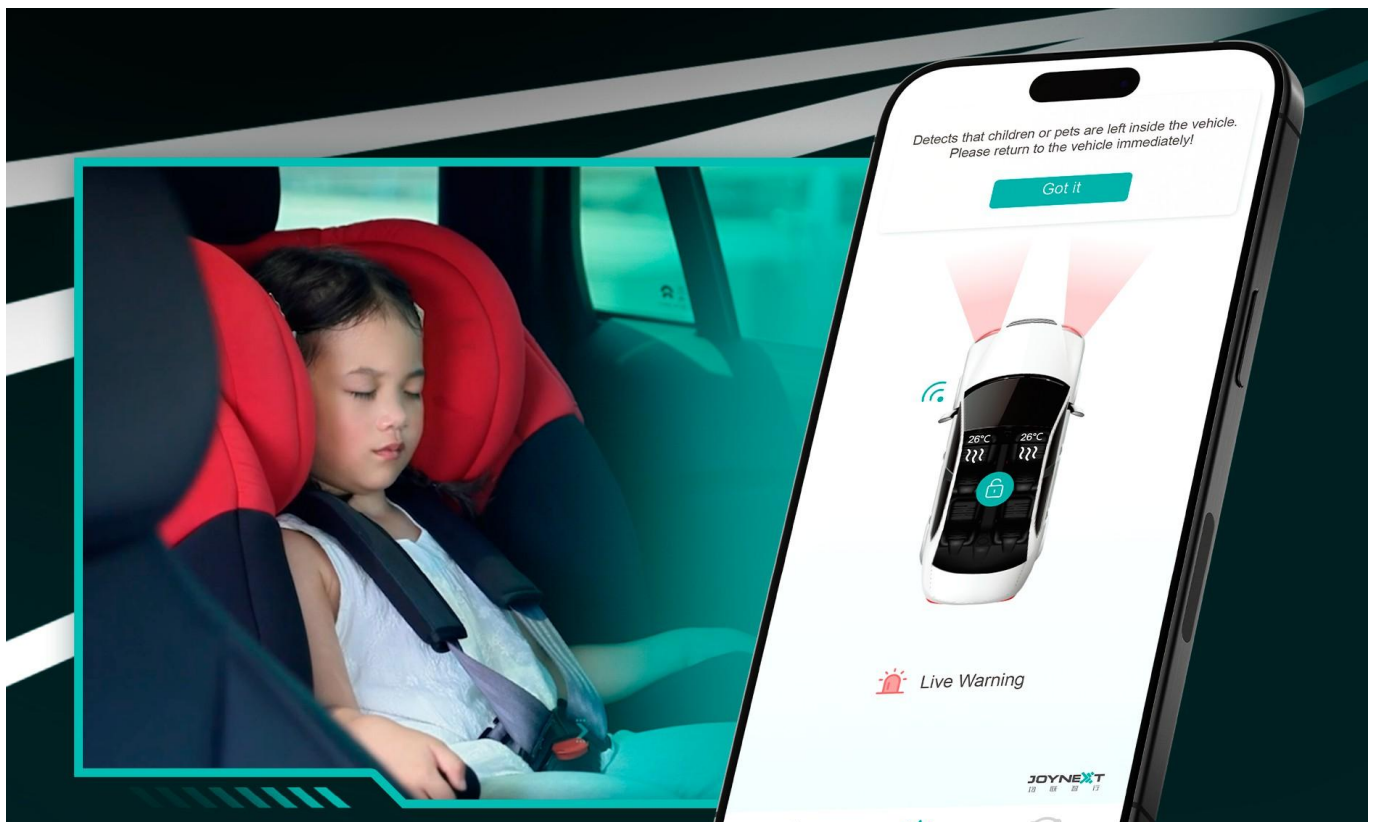 Detects that children or pets are left inside the vehicle.
Please return to the vehicle immediately!
Got it
26°C 26°C
Live Warning
JOYNEXT